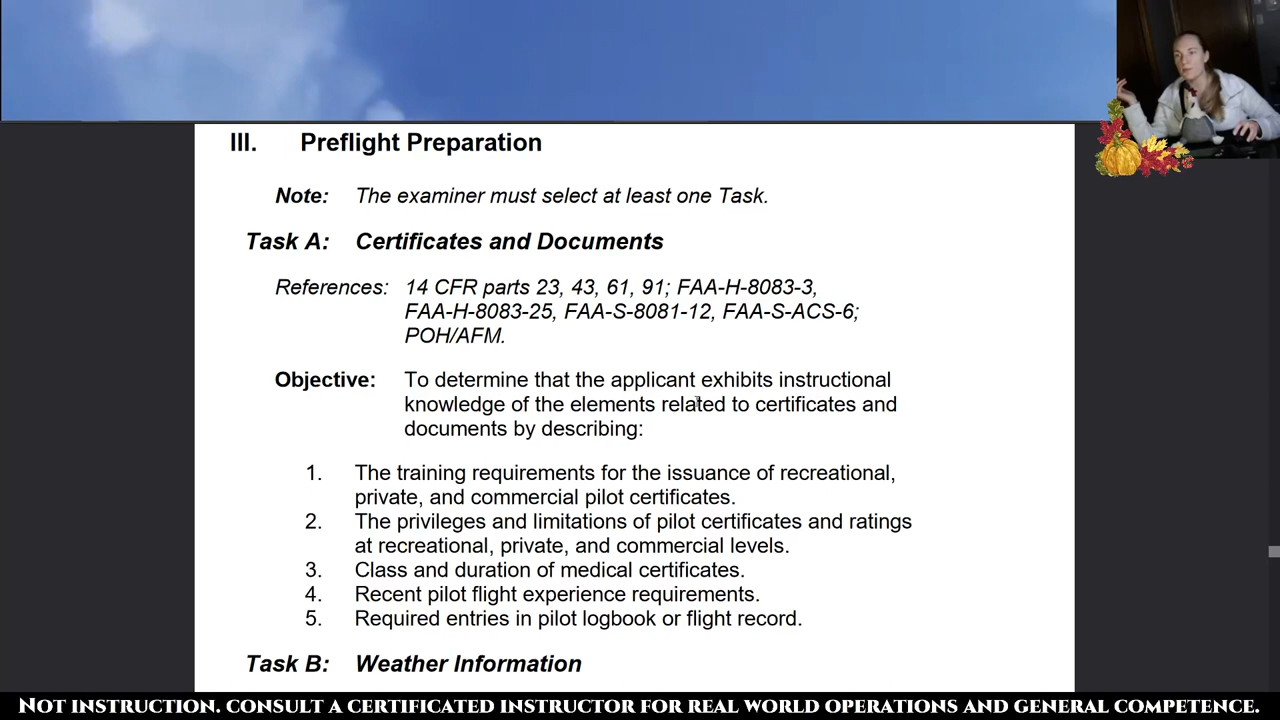 III. Preflight Preparation
Note: The examiner must select at least one Task.
Task A: Certificates and Documents
References: 14 CFR parts 23, 43, 61, 91; FAA-H-8083-3,
FAA-H-8083-25, FAA-S-8081-12, FAA-S-ACS-6;
POH/AFM.
Objective: To determine that the applicant exhibits instructional
knowledge of the elements related to certificates and
documents by describing:
1. The training requirements for the issuance of recreational,
private, and commercial pilot certificates.
2. The privileges and limitations of pilot certificates and ratings
at recreational, private, and commercial levels.
3. Class and duration of medical certificates.
4. Recent pilot flight experience requirements.
5. Required entries in pilot logbook or flight record.
Task B: Weather Information
Not instruction. consult a certificated instructor for real world operations and general competence.